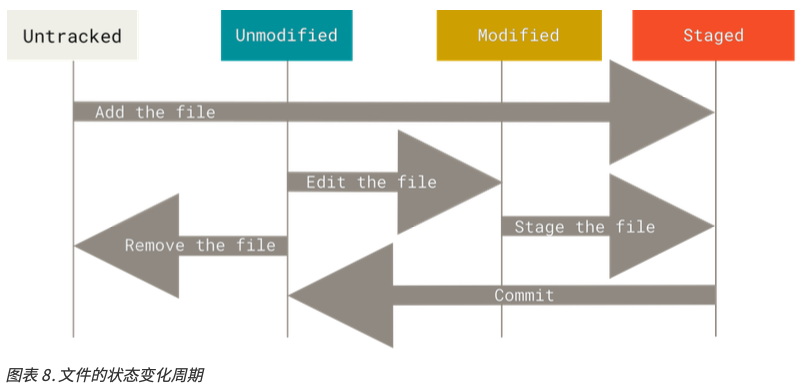 Untracked
Unmodified
Modified
Staged
Add the file
Edit the file
Stage the file
Remove the file
Commit
图表 8. 文件的状态变化周期